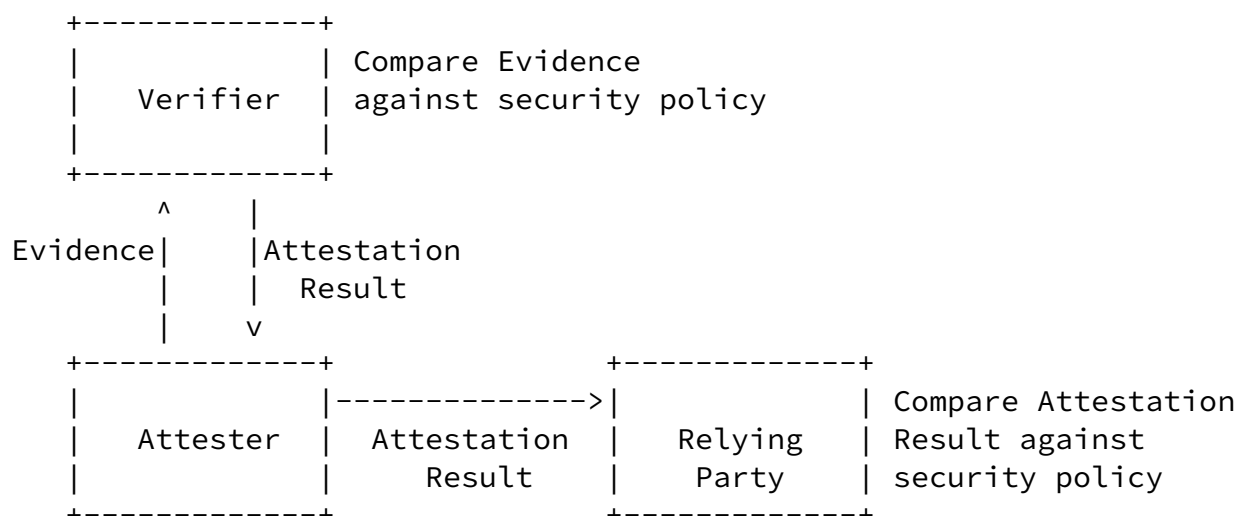 Compare Evidence
Verifier against security policy
Evidence Attestation
Result
Compare Attestation
Attester Attestation Relying Result against
Result Party security policy